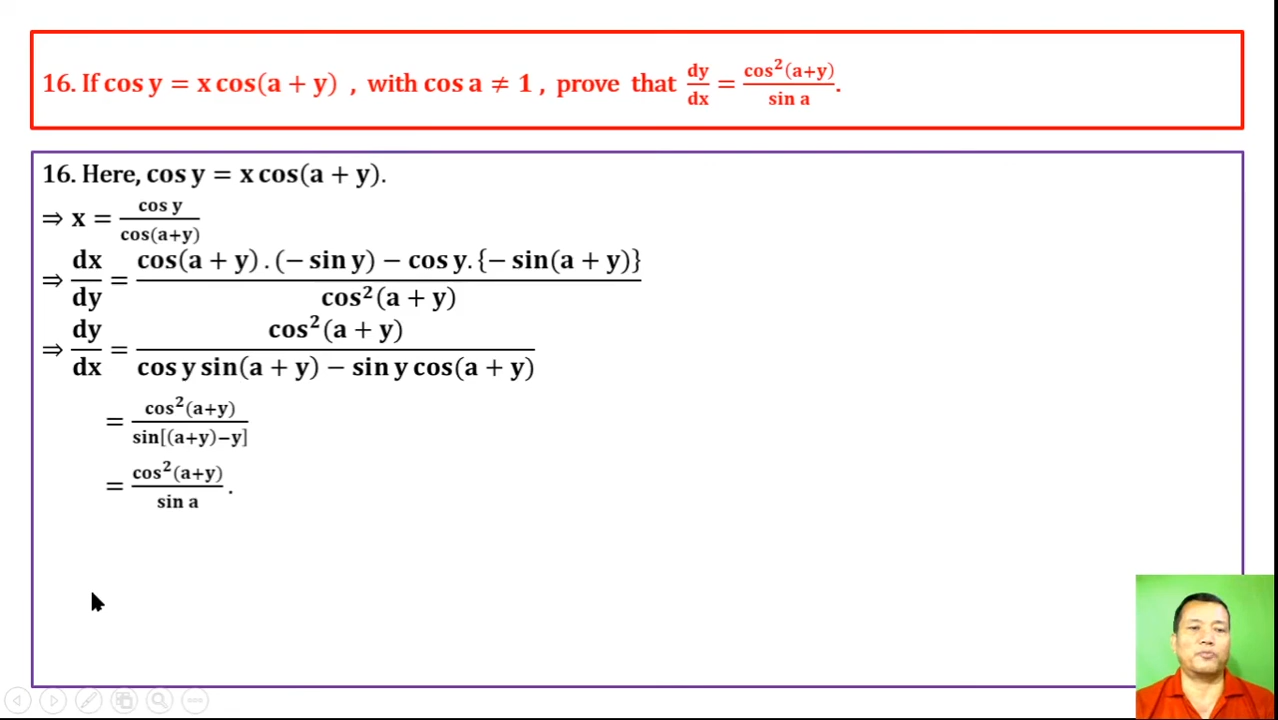 16. If cos y = x cos(a + y) , with cos a ≠ 1 , prove that dy/dx = cos²(a+y)/sin a.
16. Here, cos y = x cos(a + y).
⇒ x = cos y/cos(a+y)
⇒ dx/dy = cos(a + y) . (− sin y) − cos y. {− sin(a + y)}/cos²(a + y)
⇒ dy/dx = cos²(a + y)/cos y sin(a + y) − sin y cos(a + y)
= cos²(a+y)/sin[(a+y)−y]
= cos²(a+y)/sin a .